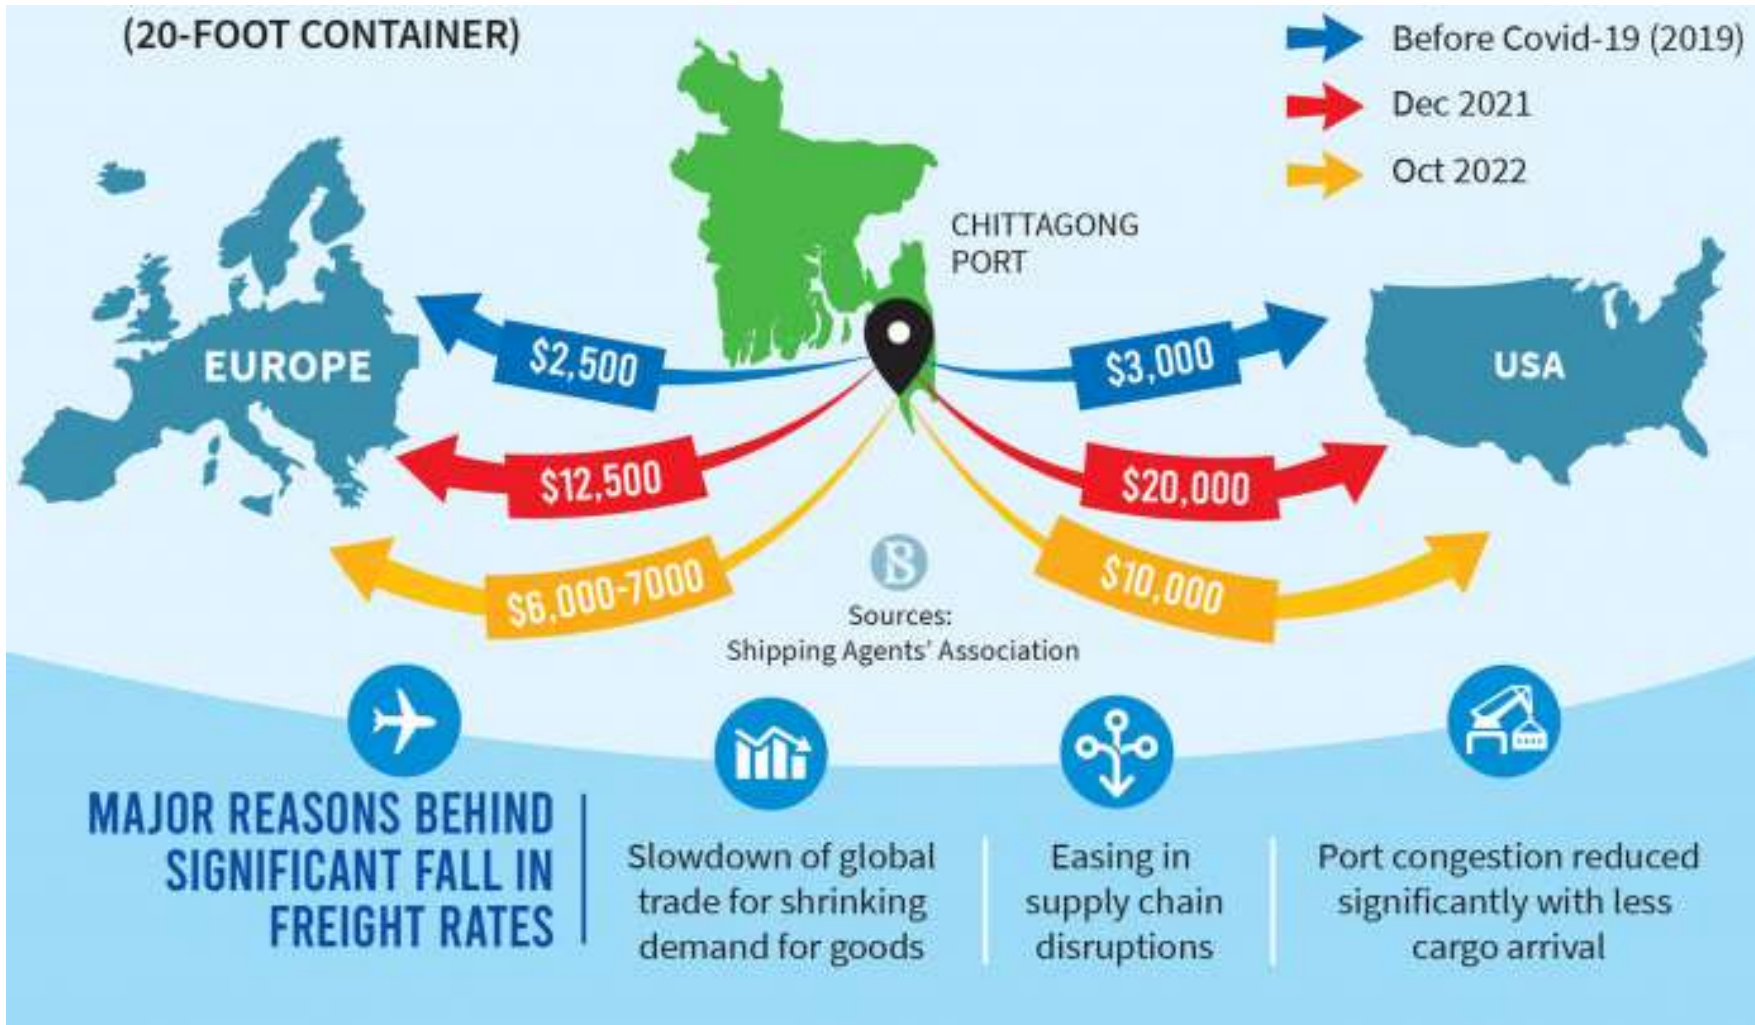 (20-FOOT CONTAINER)
Before Covid-19 (2019)
Dec 2021
Oct 2022
CHITTAGONG
PORT
EUROPE
USA
$2,500
$3,000
$12,500
$20,000
$6,000-7000
$10,000
Sources:
Shipping Agents' Association
MAJOR REASONS BEHIND
SIGNIFICANT FALL IN
FREIGHT RATES
Slowdown of global
trade for shrinking
demand for goods
Easing in
supply chain
disruptions
Port congestion reduced
significantly with less
cargo arrival